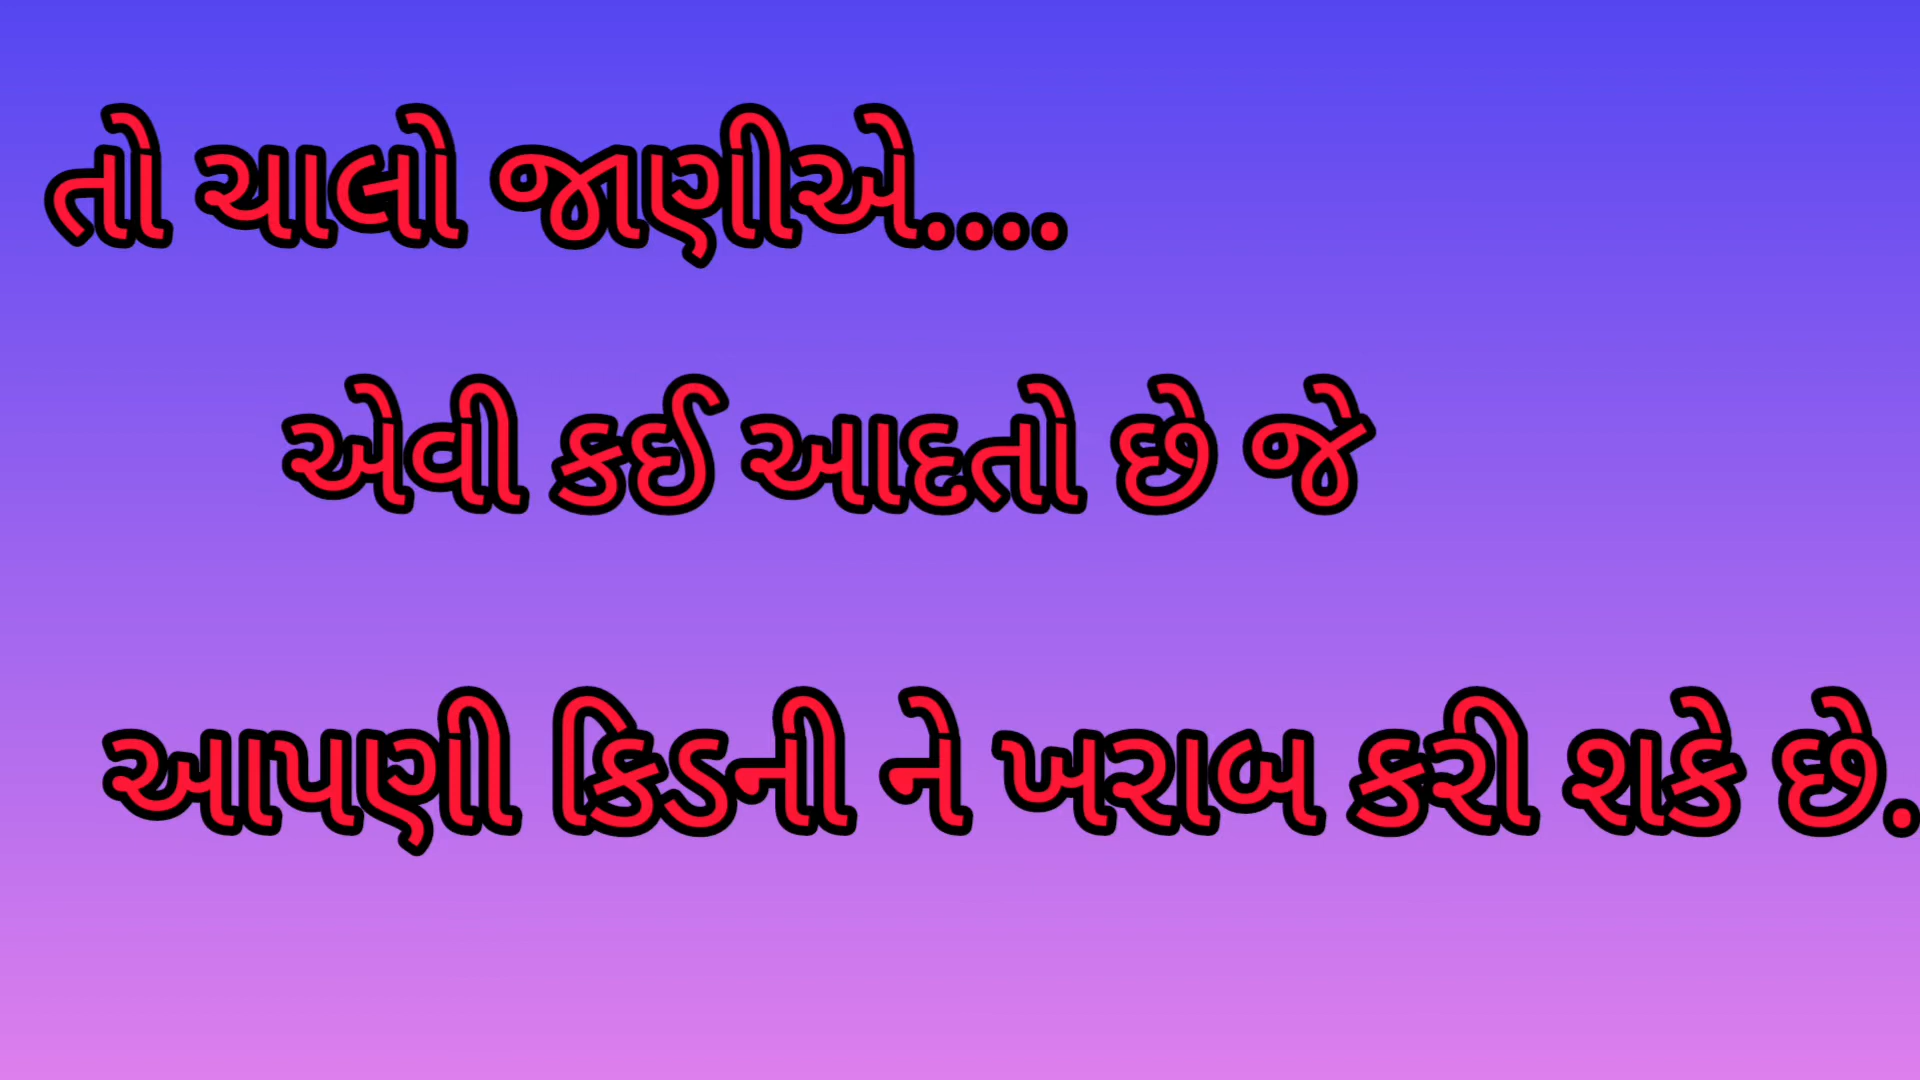 તો ચાલો જાણીએ....
એવી કઈ આદતો છે જે
આપણી કિડની ને ખરાબ કરી શકે છે.